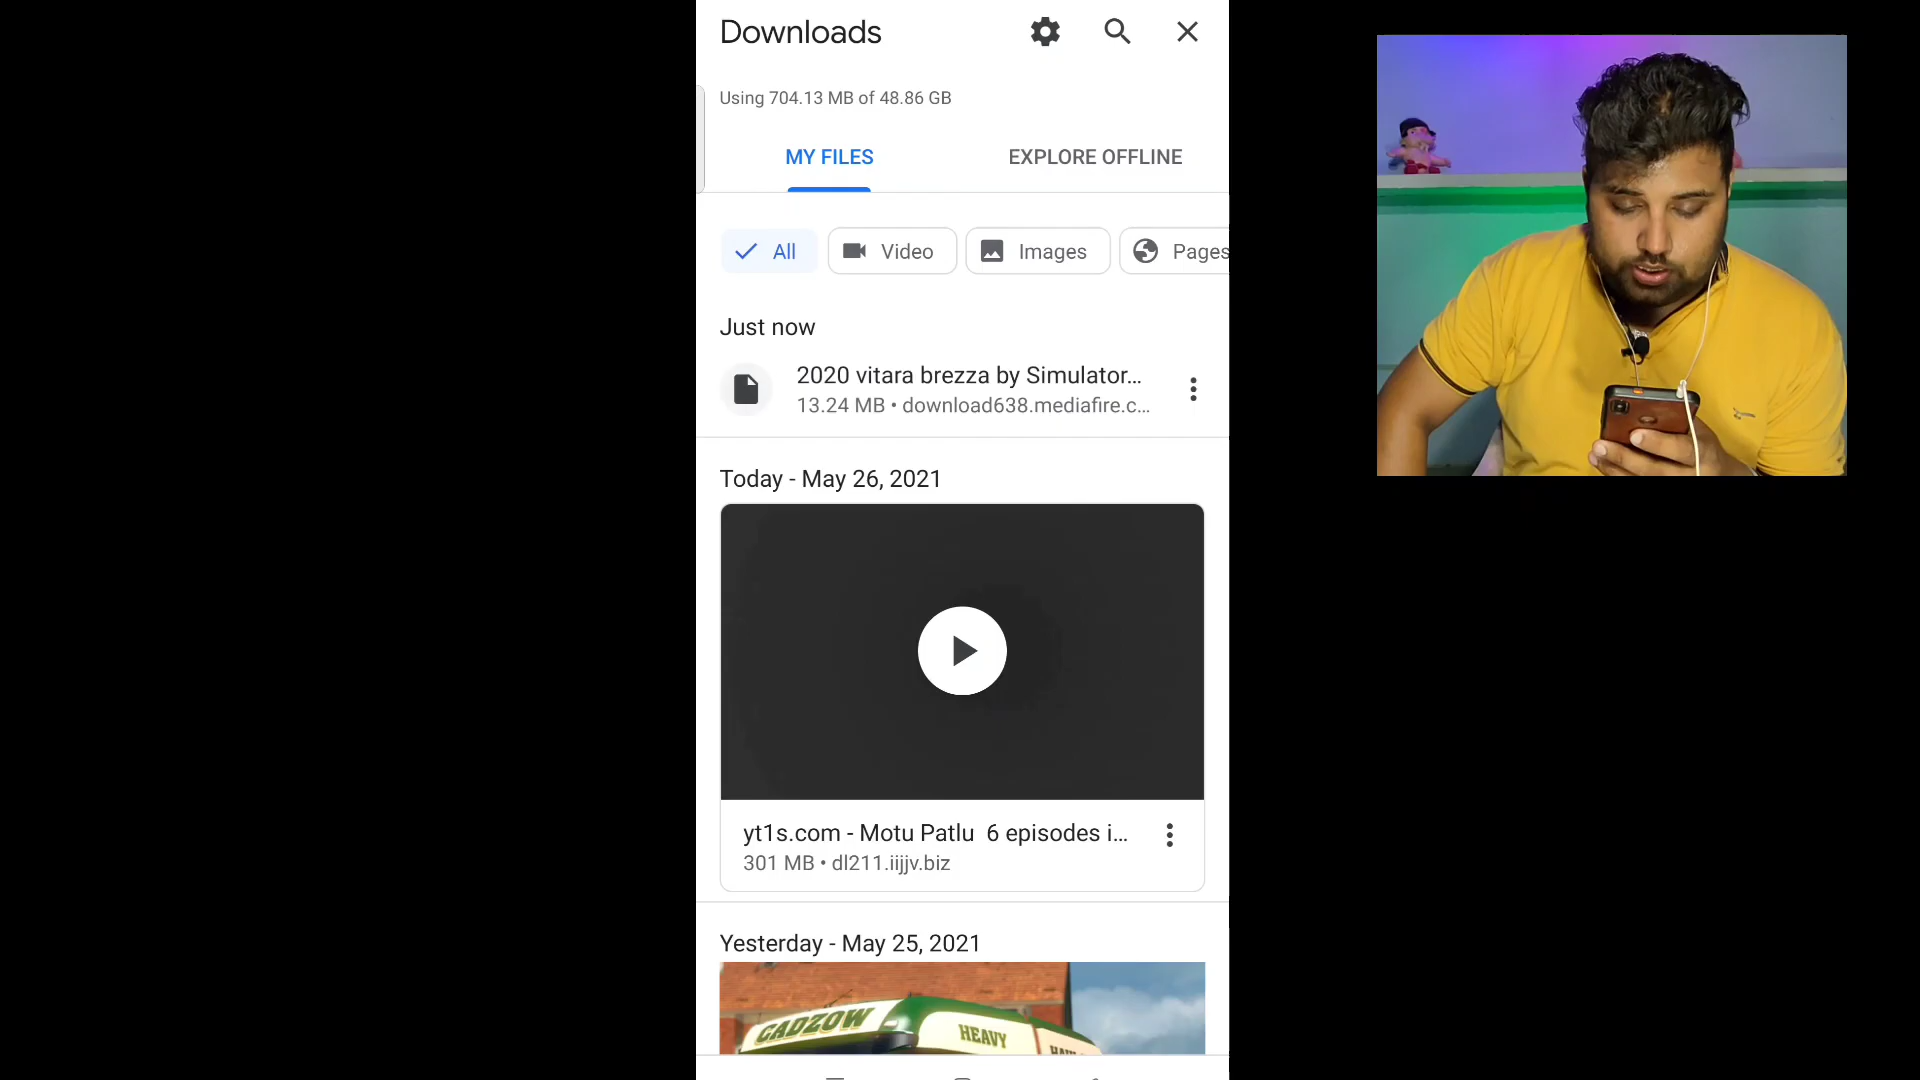 Downloads
Using 704.13 MB of 48.86 GB
MY FILES
EXPLORE OFFLINE
All
Video
Images
Pages
Just now
2020 vitara brezza by Simulator...
13.24 MB • download638.mediafire.c...
Today - May 26, 2021
yt1s.com - Motu Patlu 6 episodes i...
301 MB • dl211.iijjv.biz
Yesterday - May 25, 2021
CADZOW
HEAVY